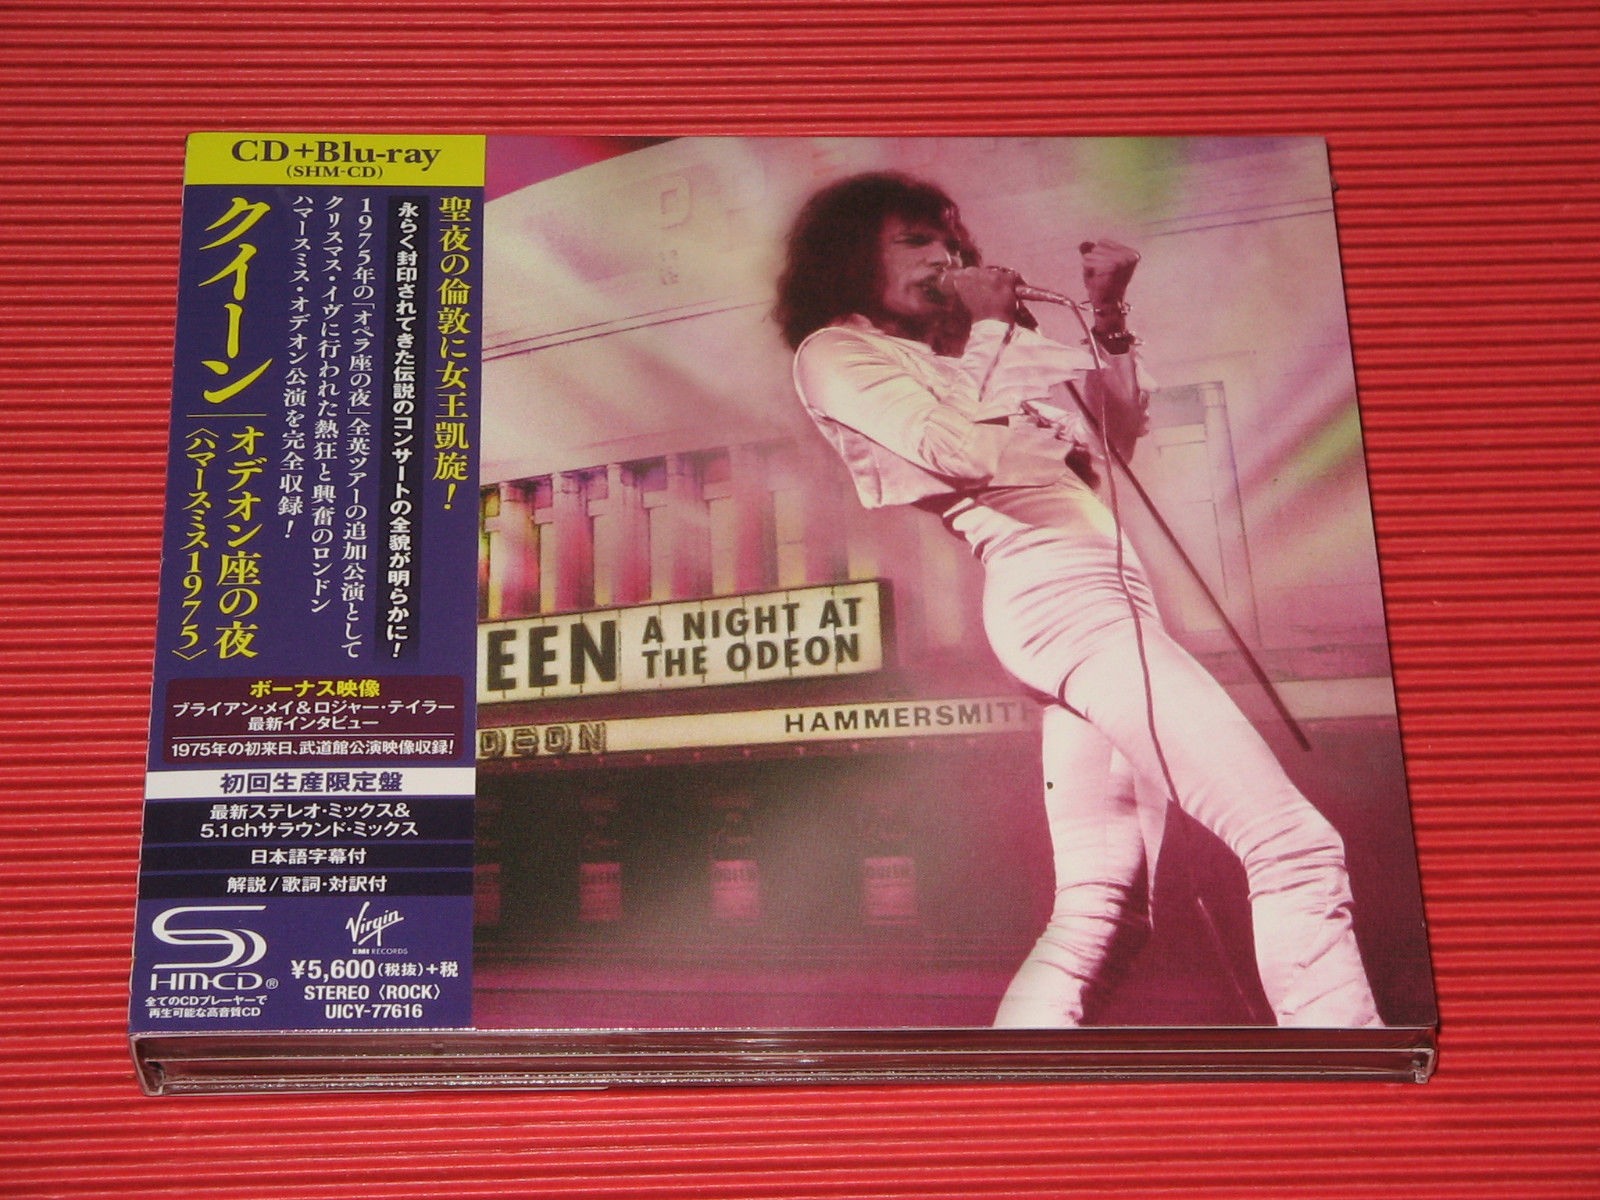 CD+Blu-ray
(SHM-CD)
聖夜の倫敦に女王凱旋！
永らく封印されてきた伝説のコンサートの全貌が明らかに！
1975年の「オペラ座の夜」全英ツアーの追加公演として
クリスマス・イヴに行われた熱狂と興奮のロンドン
ハマースミス・オデオン公演を完全収録！
クイーン
オデオン座の夜
〈ハマースミス1975〉
ボーナス映像
ブライアン・メイ&ロジャー・テイラー
最新インタビュー
1975年の初来日、武道館公演映像収録!
初回生産限定盤
最新ステレオ・ミックス&
5.1chサラウンド・ミックス
日本語字幕付
解説/歌詞・対訳付
SHM-CD®
全てのCDプレーヤーで
再生可能な高音質CD
Virgin
EMI RECORDS
¥5,600(税抜)+税
STEREO〈ROCK〉
UICY-77616
EEN
A NIGHT AT
THE ODEON
ODEON
HAMMERSMITH
QUEEN
QUEEN
QUEEN